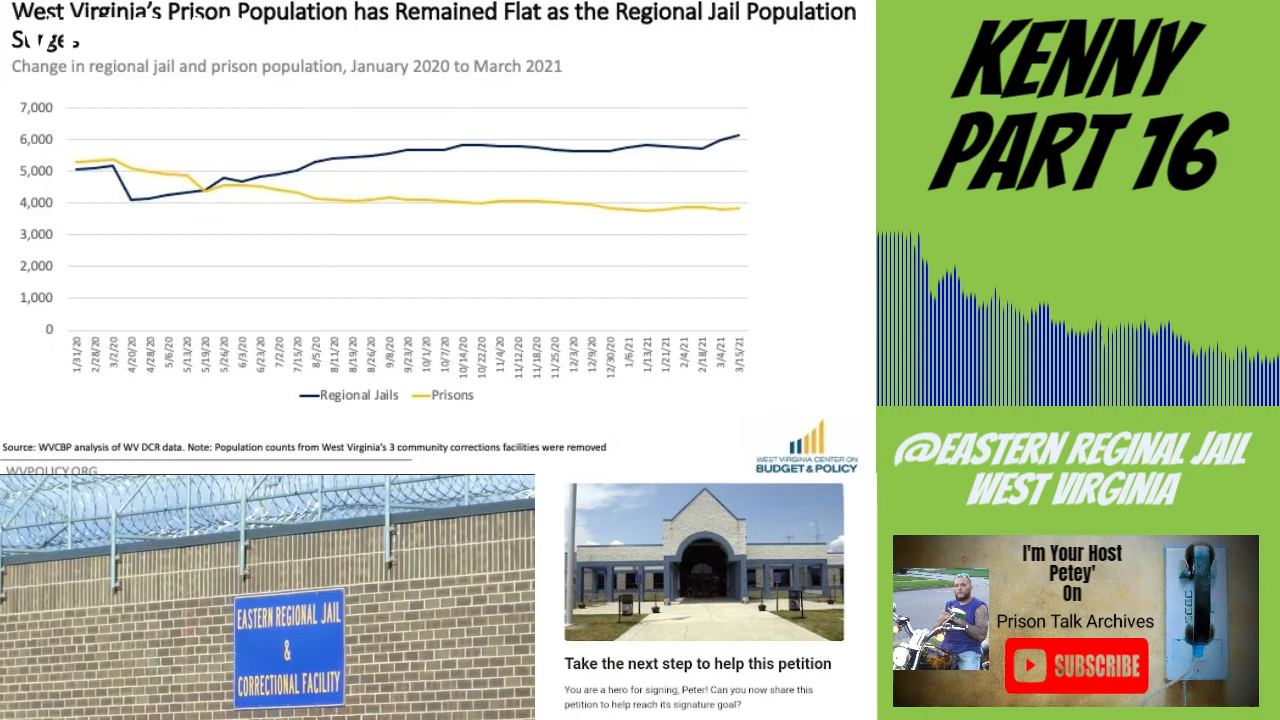 West Virginia's Prison Population has Remained Flat as the Regional Jail Population
Change in regional jail and prison population, January 2020 to March 2021
7,000
6,000
5,000
4,000
3,000
2,000
1,000
0
1/31/20 2/28/20 3/2/20 4/20/20 4/28/20 5/6/20 5/13/20 5/19/20 5/26/20 6/3/20 6/23/20 7/2/20 7/15/20 8/5/20 8/11/20 8/19/20 8/26/20 9/8/20 9/23/20 10/1/20 10/7/20 10/14/20 10/22/20 11/4/20 11/12/20 11/18/20 11/25/20 12/3/20 12/9/20 12/30/20 1/6/21 1/13/21 1/21/21 2/4/21 2/18/21 3/4/21 3/15/21
Regional Jails Prisons
Source: WVCBP analysis of WV DCR data. Note: Population counts from West Virginia's 3 community corrections facilities were removed
WVPOLICY.ORG
WEST VIRGINIA CENTER ON
BUDGET & POLICY
KENNY
PART 16
@EASTERN REGINAL JAIL
WEST VIRGINIA
EASTERN REGIONAL JAIL
&
CORRECTIONAL FACILITY
Take the next step to help this petition
You are a hero for signing, Peter! Can you now share this
petition to help reach its signature goal?
I'm Your Host
Petey'
On
Prison Talk Archives
SUBSCRIBE